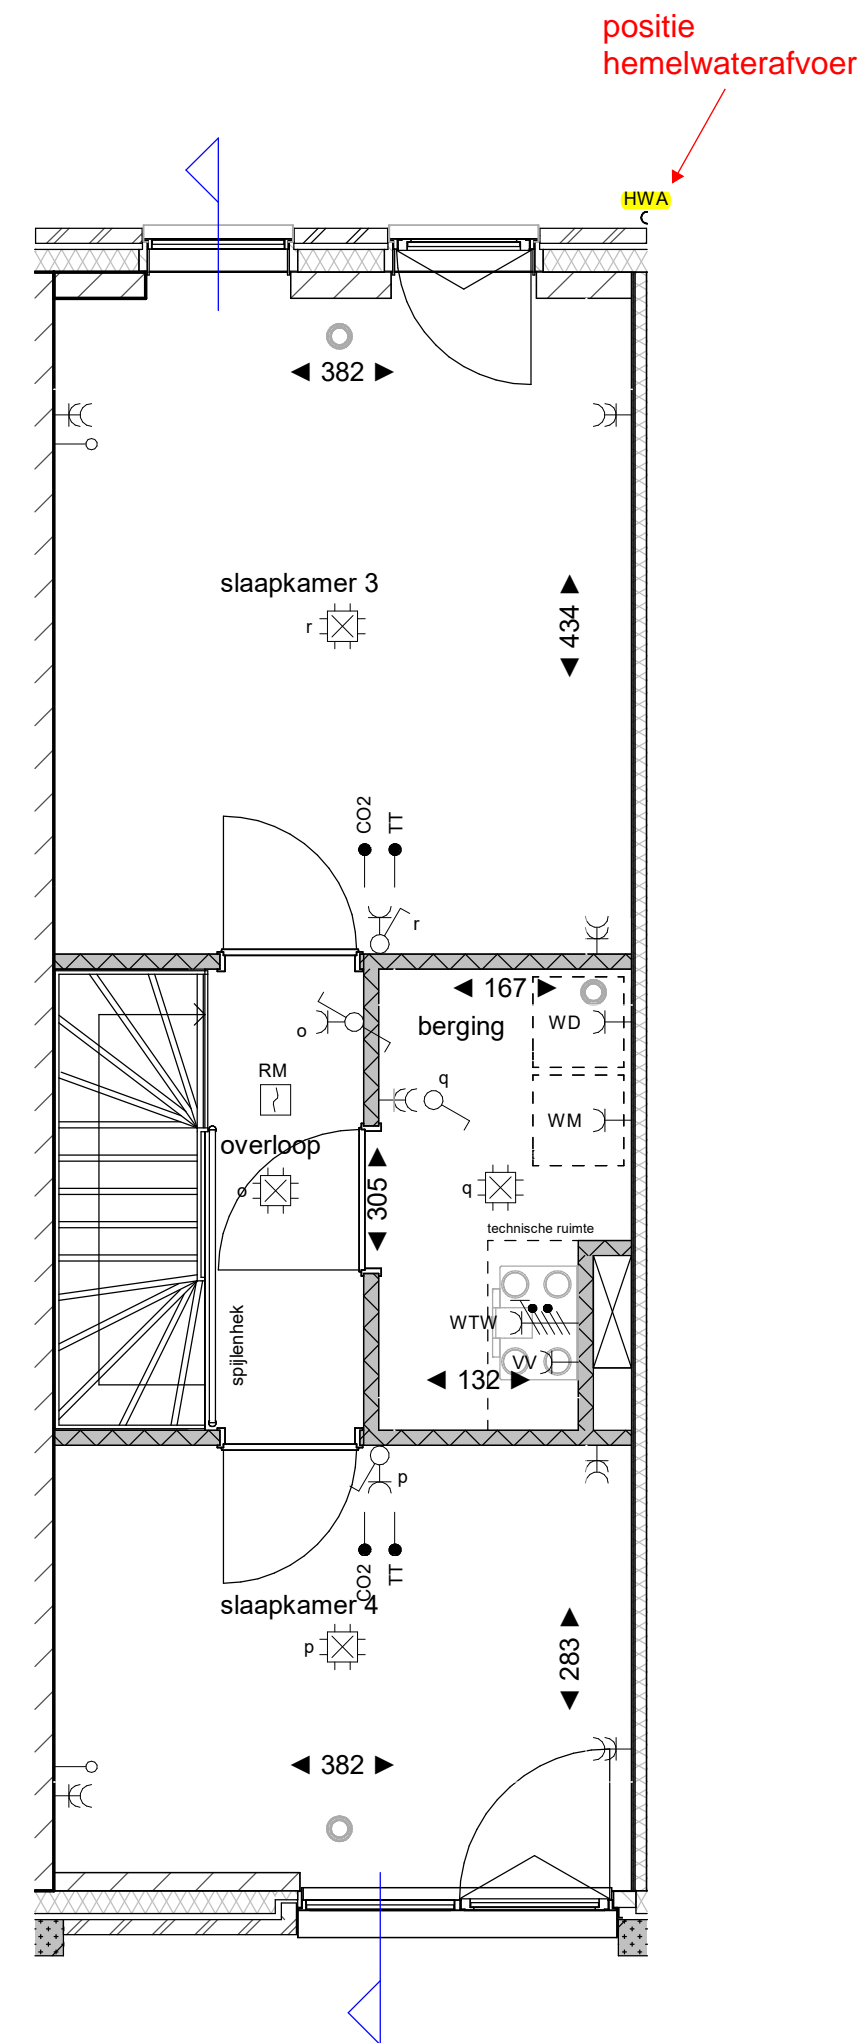 positie
hemelwaterafvoer
HWA
382
slaapkamer 3
434
r
CO2
TT
r
167
WD
berging
o
q
RM
WM
overloop
o
305
q
technische ruimte
spijlenhek
WTW
VV
132
p
CO2
TT
slaapkamer 4
p
283
382